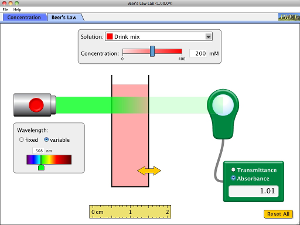 File Help
Concentration
Beer's Law
Solution:
Drink mix
Concentration:
200 mM
0
Wavelength:
fixed
variable
Transmittance
Absorbance
1.01
0 cm 1 2
Reset All